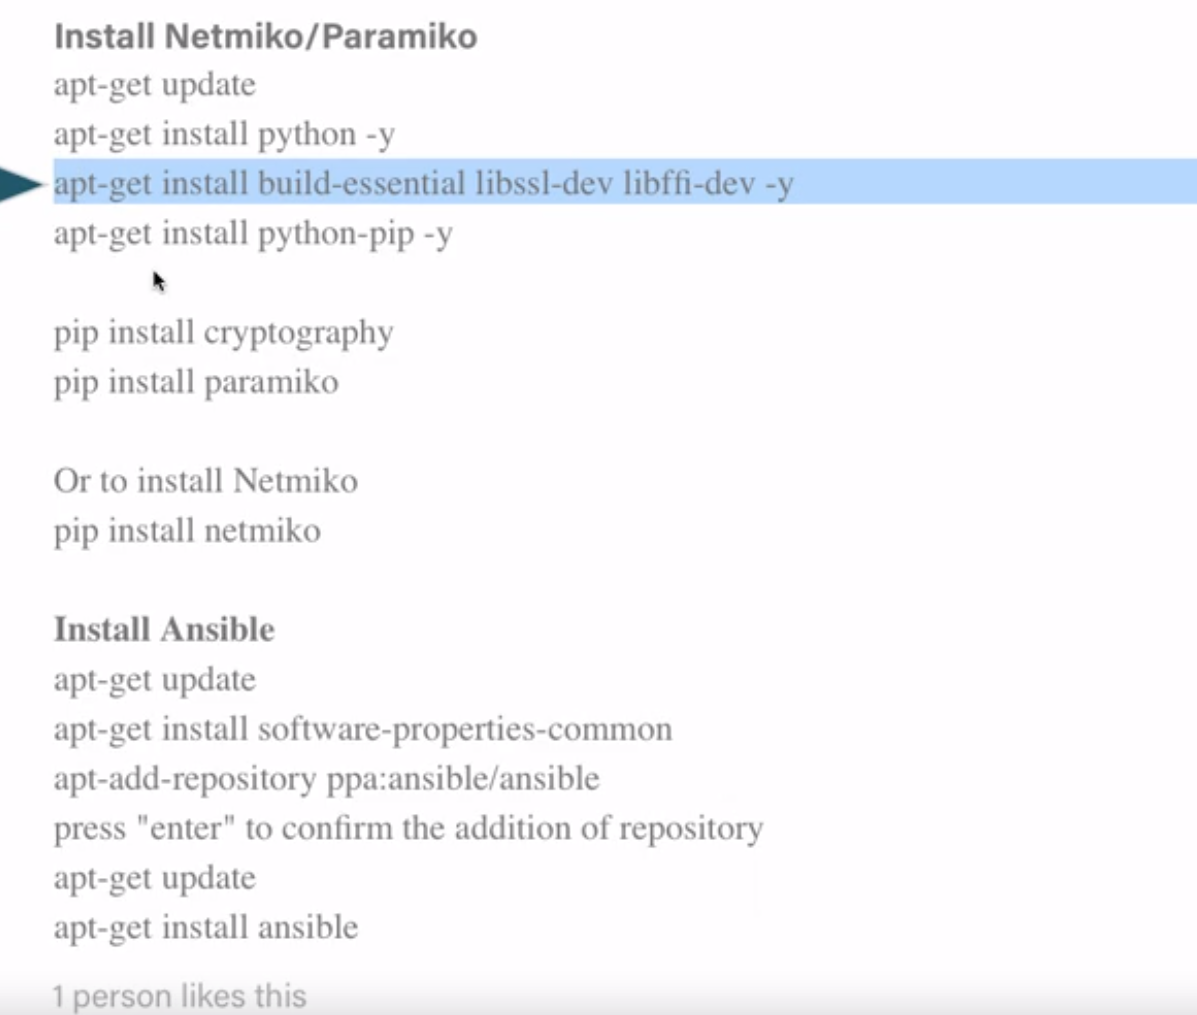 Install Netmiko/Paramiko
apt-get update
apt-get install python -y
apt-get install build-essential libssl-dev libffi-dev -y
apt-get install python-pip -y
pip install cryptography
pip install paramiko
Or to install Netmiko
pip install netmiko
Install Ansible
apt-get update
apt-get install software-properties-common
apt-add-repository ppa:ansible/ansible
press "enter" to confirm the addition of repository
apt-get update
apt-get install ansible
1 person likes this